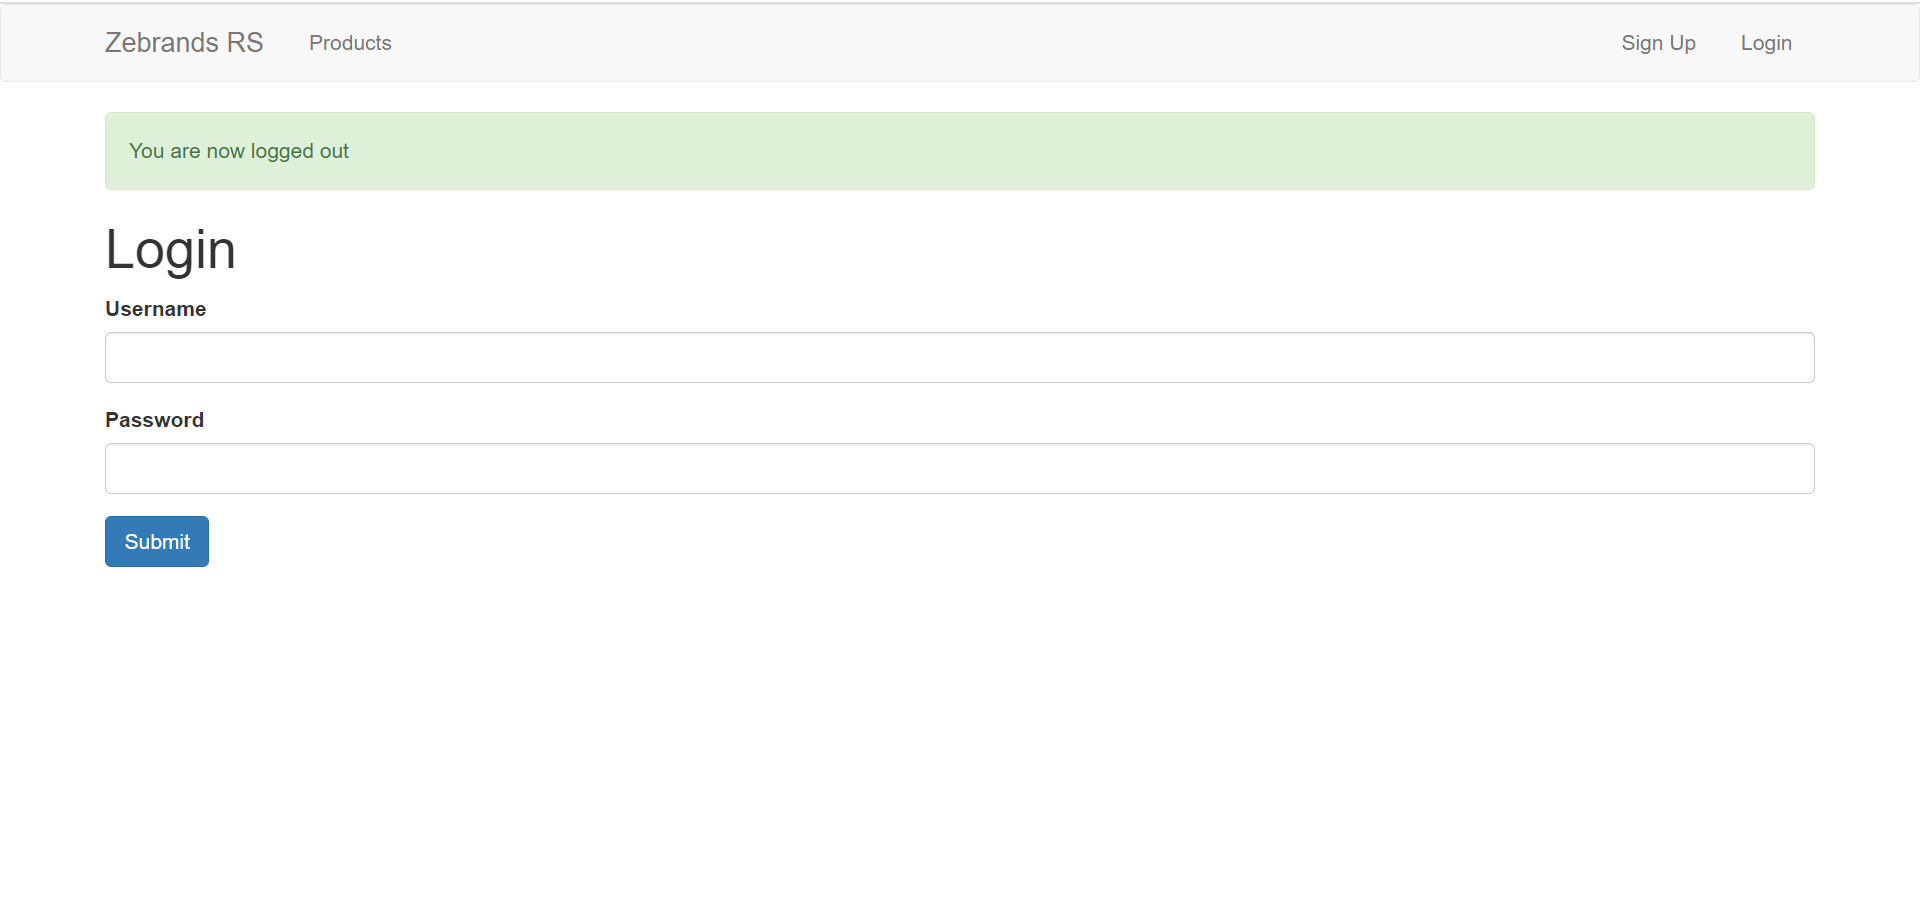 Zebrands RS Products Sign Up Login
You are now logged out
Login
Username
Password
Submit